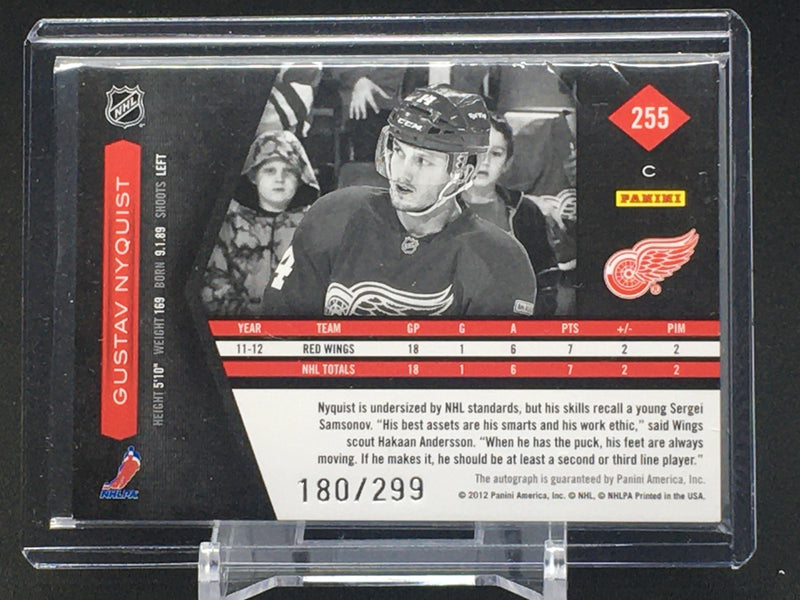 NHL
GUSTAV NYQUIST
HEIGHT 5'10" WEIGHT 169 BORN 9.1.89 SHOOTS LEFT
NHLPA
CCM
255
C
PANINI
YEAR TEAM GP G A PTS +/- PIM
11-12 RED WINGS 18 1 6 7 2 2
NHL TOTALS 18 1 6 7 2 2
Nyquist is undersized by NHL standards, but his skills recall a young Sergei
Samsonov. “His best assets are his smarts and his work ethic,” said Wings
scout Hakaan Andersson. “When he has the puck, his feet are always
moving. If he makes it, he should be at least a second or third line player.”
The autograph is guaranteed by Panini America, Inc.
180/299
© 2012 Panini America, Inc. © NHL, © NHLPA Printed in the USA.